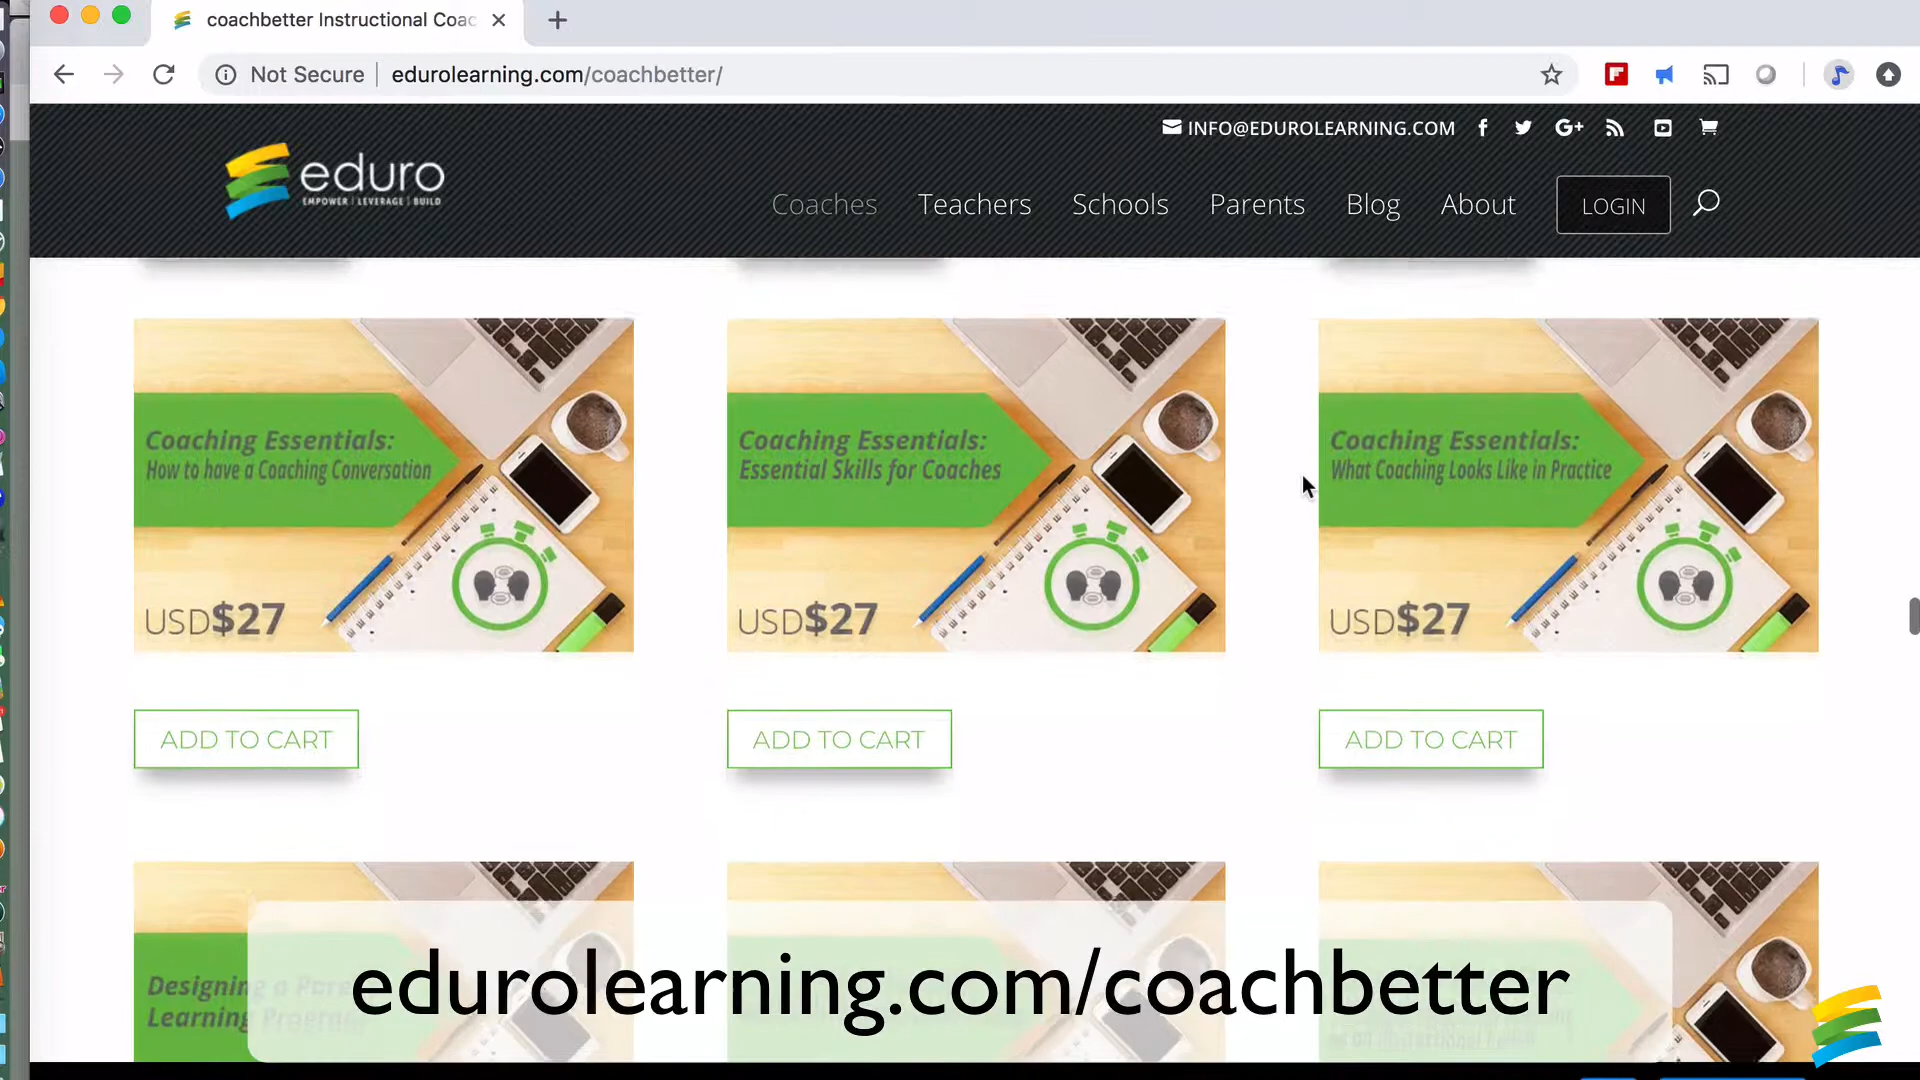 coachbetter Instructional Coac
Not Secure
edurolearning.com/coachbetter/
INFO@EDUROLEARNING.COM
eduro
EMPOWER | LEVERAGE | BUILD
Coaches
Teachers
Schools
Parents
Blog
About
LOGIN
Coaching Essentials:
How to have a Coaching Conversation
USD$27
Coaching Essentials:
Essential Skills for Coaches
USD$27
Coaching Essentials:
What Coaching Looks Like in Practice
USD$27
ADD TO CART
ADD TO CART
ADD TO CART
Designing a
Learning
edurolearning.com/coachbetter